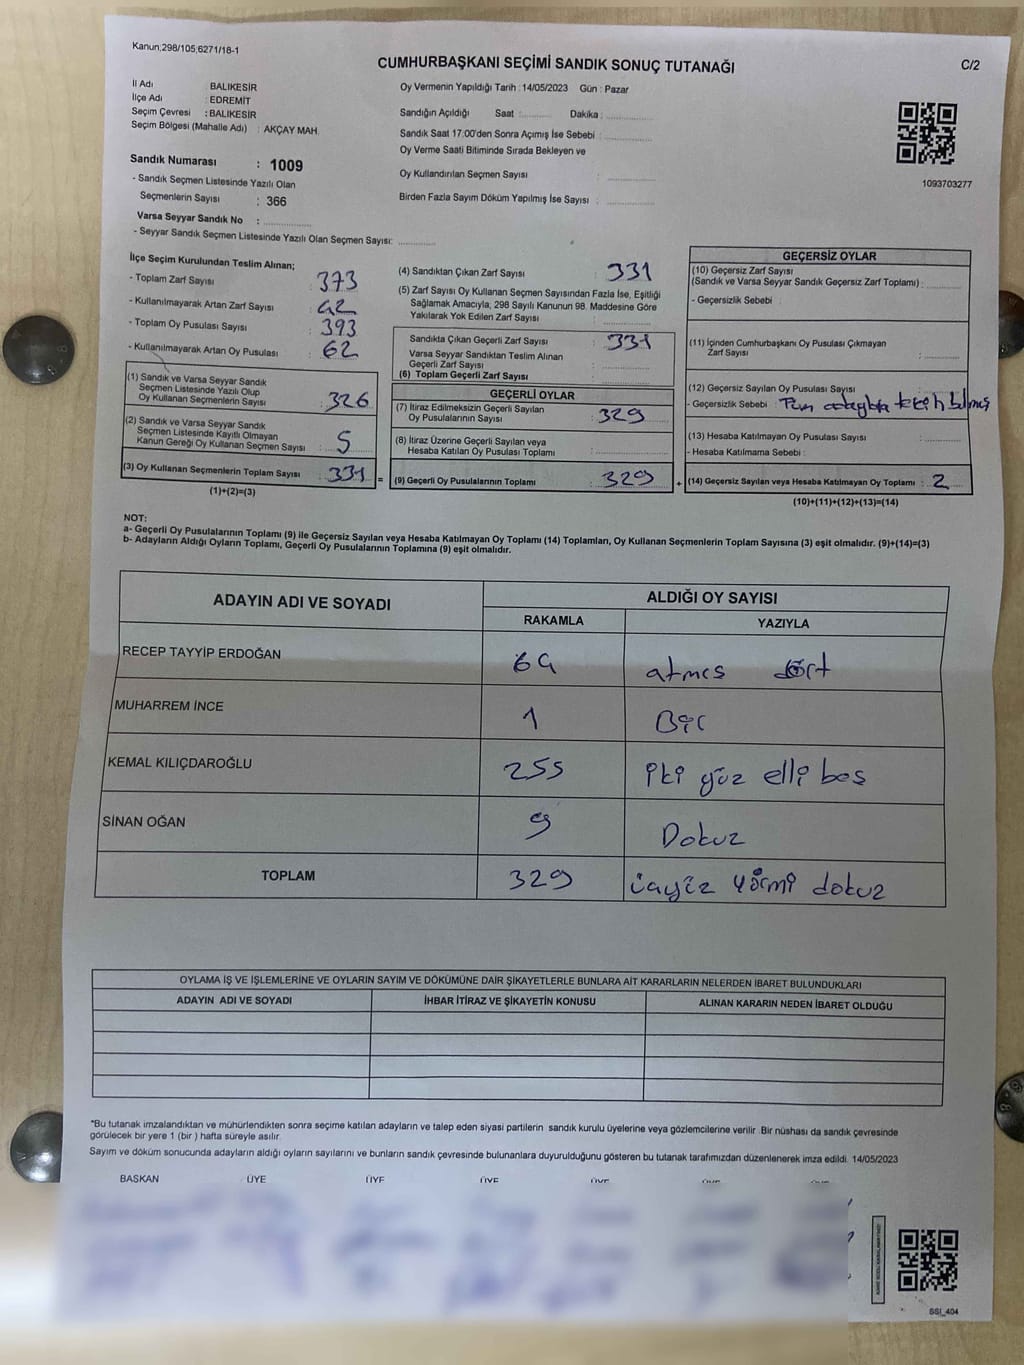 Kanun;298/105;6271/18-1
CUMHURBAŞKANI SEÇİMİ SANDIK SONUÇ TUTANAĞI
C/2
İl Adı BALIKESİR
İlçe Adı : EDREMİT
Seçim Çevresi : BALIKESİR
Seçim Bölgesi (Mahalle Adı) : AKÇAY MAH.
Sandık Numarası : 1009
- Sandık Seçmen Listesinde Yazılı Olan
Seçmenlerin Sayısı : 366
Varsa Seyyar Sandık No :
- Seyyar Sandık Seçmen Listesinde Yazılı Olan Seçmen Sayısı:
Oy Vermenin Yapıldığı Tarih : 14/05/2023 Gün : Pazar
Sandığın Açıldığı Saat : Dakika :
Sandık Saat 17:00'den Sonra Açımış İse Sebebi :
Oy Verme Saati Bitiminde Sırada Bekleyen ve
Oy Kullandırılan Seçmen Sayısı :
Birden Fazla Sayım Döküm Yapılmış İse Sayısı :
1093703277
İlçe Seçim Kurulundan Teslim Alınan;
- Toplam Zarf Sayısı : 373
- Kullanılmayarak Artan Zarf Sayısı : 42
- Toplam Oy Pusulası Sayısı : 393
- Kullanılmayarak Artan Oy Pusulası : 62
(1) Sandık ve Varsa Seyyar Sandık
Seçmen Listesinde Yazılı Olup
Oy Kullanan Seçmenlerin Sayısı : 326
(2) Sandık ve Varsa Seyyar Sandık
Seçmen Listesinde Kayıtlı Olmayan
Kanun Gereği Oy Kullanan Seçmen Sayısı : 5
(3) Oy Kullanan Seçmenlerin Toplam Sayısı : 331 =
(1)+(2)=(3)
(4) Sandıktan Çıkan Zarf Sayısı : 331
(5) Zarf Sayısı Oy Kullanan Seçmen Sayısından Fazla İse, Eşitliği
Sağlamak Amacıyla, 298 Sayılı Kanunun 98. Maddesine Göre
Yakılarak Yok Edilen Zarf Sayısı :
Sandıkta Çıkan Geçerli Zarf Sayısı : 331
Varsa Seyyar Sandıktan Teslim Alınan
Geçerli Zarf Sayısı :
(6) Toplam Geçerli Zarf Sayısı :
GEÇERLİ OYLAR
(7) İtiraz Edilmeksizin Geçerli Sayılan
Oy Pusulalarının Sayısı : 329
(8) İtiraz Üzerine Geçerli Sayılan veya
Hesaba Katılan Oy Pusulası Toplamı :
(9) Geçerli Oy Pusulalarının Toplamı : 329 +
GEÇERSİZ OYLAR
(10) Geçersiz Zarf Sayısı
(Sandık ve Varsa Seyyar Sandık Geçersiz Zarf Toplamı) :
- Geçersizlik Sebebi :
(11) İçinden Cumhurbaşkanı Oy Pusulası Çıkmayan
Zarf Sayısı :
(12) Geçersiz Sayılan Oy Pusulası Sayısı :
- Geçersizlik Sebebi :
(13) Hesaba Katılmayan Oy Pusulası Sayısı :
- Hesaba Katılmama Sebebi :
(14) Geçersiz Sayılan veya Hesaba Katılmayan Oy Toplamı : 2
(10)+(11)+(12)+(13)=(14)
NOT:
a- Geçerli Oy Pusulalarının Toplamı (9) ile Geçersiz Sayılan veya Hesaba Katılmayan Oy Toplamı (14) Toplamları, Oy Kullanan Seçmenlerin Toplam Sayısına (3) eşit olmalıdır. (9)+(14)=(3)
b- Adayların Aldığı Oyların Toplamı, Geçerli Oy Pusulalarının Toplamına (9) eşit olmalıdır.
ADAYIN ADI VE SOYADI ALDIĞI OY SAYISI
RAKAMLA YAZIYLA
RECEP TAYYİP ERDOĞAN 64 atmış dört
MUHARREM İNCE 1 Bir
KEMAL KILIÇDAROĞLU 255 iki yüz elli beş
SİNAN OĞAN 9 Dokuz
TOPLAM 329 üçyüz yirmi dokuz
OYLAMA İŞ VE İŞLEMLERİNE VE OYLARIN SAYIM VE DÖKÜMÜNE DAİR ŞİKAYETLERLE BUNLARA AİT KARARLARIN NELERDEN İBARET BULUNDUKLARI
ADAYIN ADI VE SOYADI İHBAR İTİRAZ VE ŞİKAYETİN KONUSU ALINAN KARARIN NEDEN İBARET OLDUĞU
*Bu tutanak imzalandıktan ve mühürlendikten sonra seçime katılan adayların ve talep eden siyasi partilerin sandık kurulu üyelerine veya gözlemcilerine verilir. Bir nüshası da sandık çevresinde
görülecek bir yere 1 (bir ) hafta süreyle asılır.
Sayım ve döküm sonucunda adayların aldığı oyların sayılarını ve bunların sandık çevresinde bulunanlara duyurulduğunu gösteren bu tutanak tarafımızdan düzenlenerek imza edildi. 14/05/2023
BAŞKAN ÜYE ÜYE ÜYE ÜYE ÜYE ÜYE
SSI_404